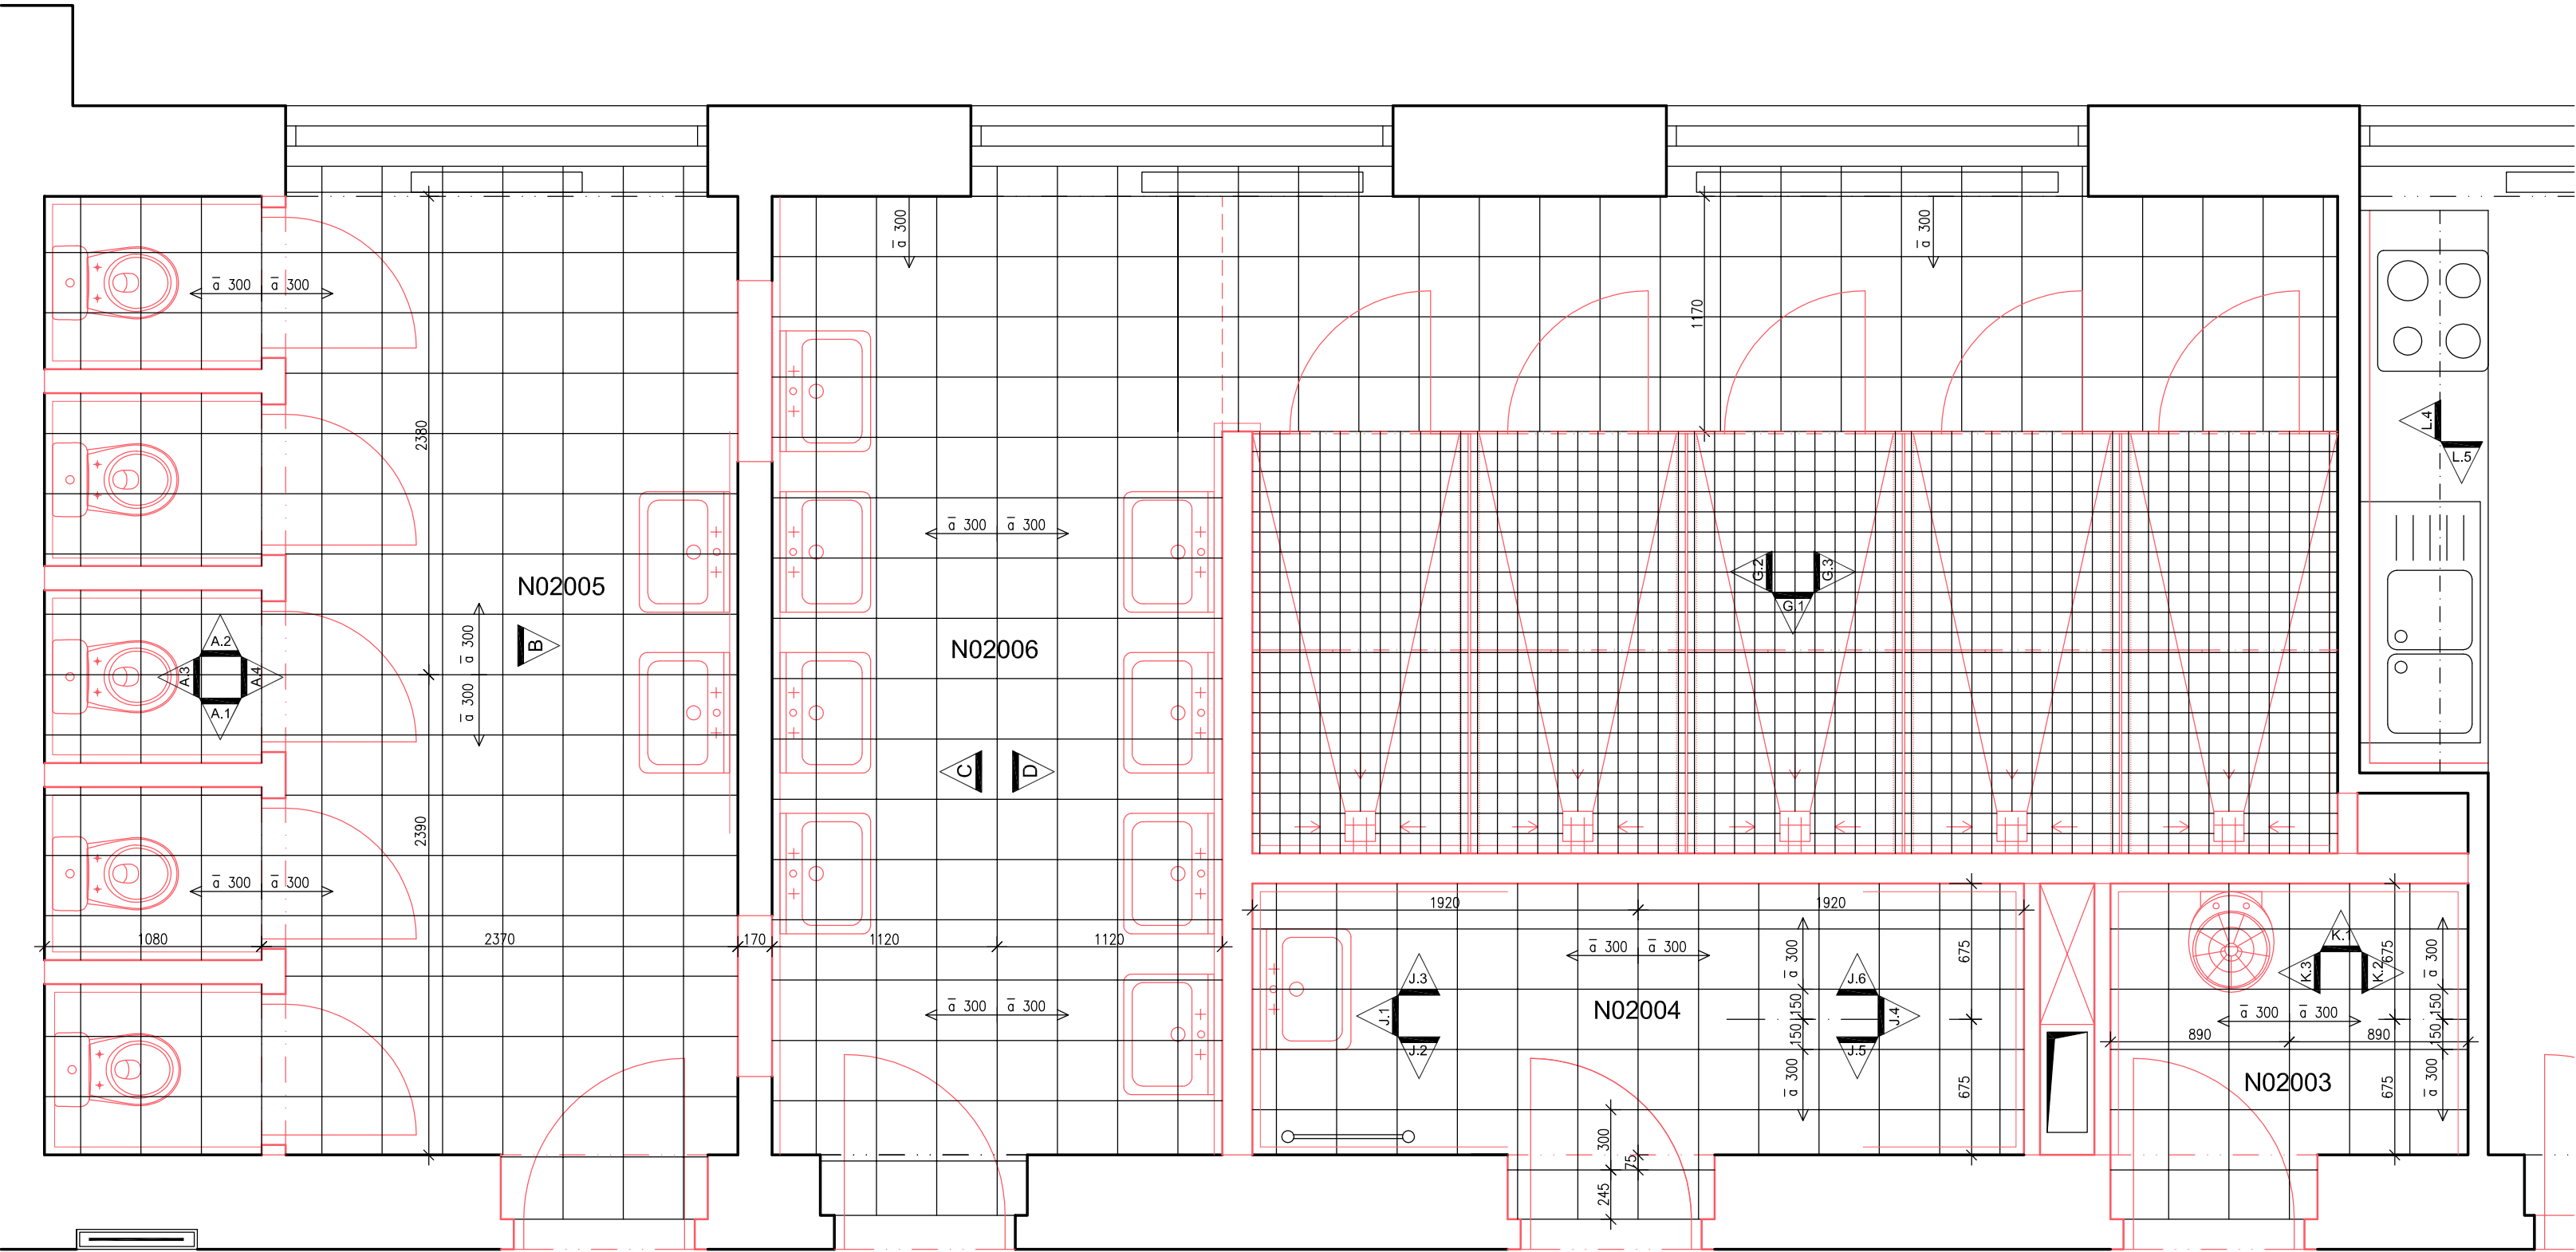 ā 300
ā 300
ā 300 ā 300
1170
2380
L.4
L.5
ā 300 ā 300
N02005
G.2
G.3
G.1
A.2
A.3
A.4
A.1
ā 300
ā 300
B
N02006
C
D
2390
ā 300 ā 300
1080
2370
170
1120
1120
1920
1920
ā 300 ā 300
675
ā 300
150
150
ā 300
675
J.3
J.1
J.2
J.6
J.4
J.5
N02004
ā 300 ā 300
300
75
245
K.1
K.3
K.2
675
ā 300
150
150
ā 300
675
ā 300 ā 300
890
890
N02003